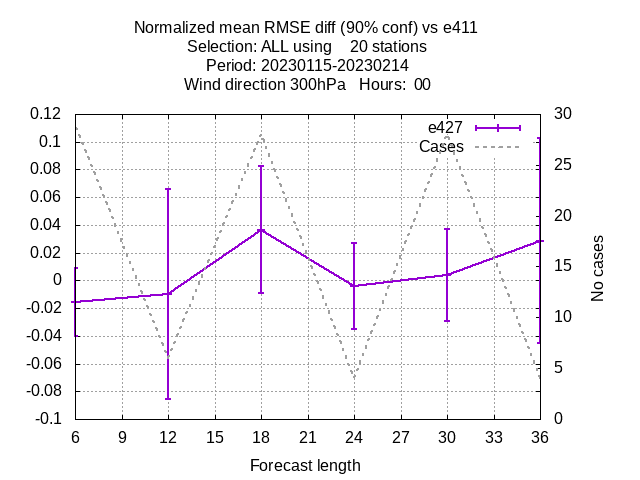 Normalized mean RMSE diff (90% conf) vs e411
Selection: ALL using    20 stations
Period: 20230115-20230214
Wind direction 300hPa   Hours:  00
0.12
0.1
0.08
0.06
0.04
0.02
0
-0.02
-0.04
-0.06
-0.08
-0.1
e427
Cases
30
25
20
15
10
5
0
No cases
6 9 12 15 18 21 24 27 30 33 36
Forecast length